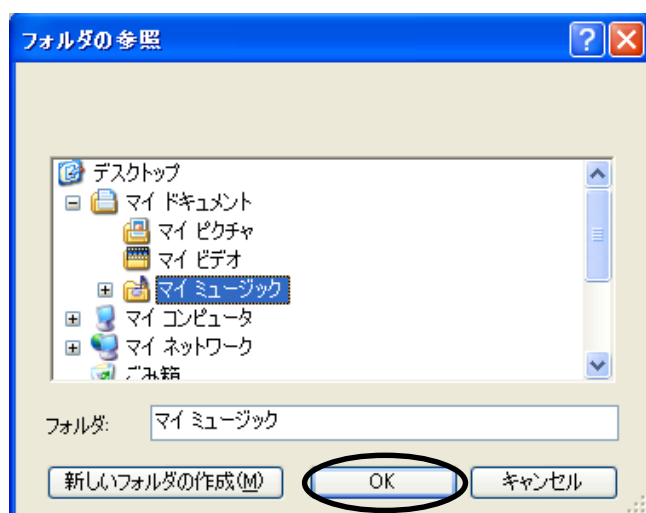 フォルダの参照
デスクトップ
マイ ドキュメント
マイ ピクチャ
マイ ビデオ
マイ ミュージック
マイ コンピュータ
マイ ネットワーク
ごみ箱
フォルダ: マイ ミュージック
新しいフォルダの作成(M) OK キャンセル